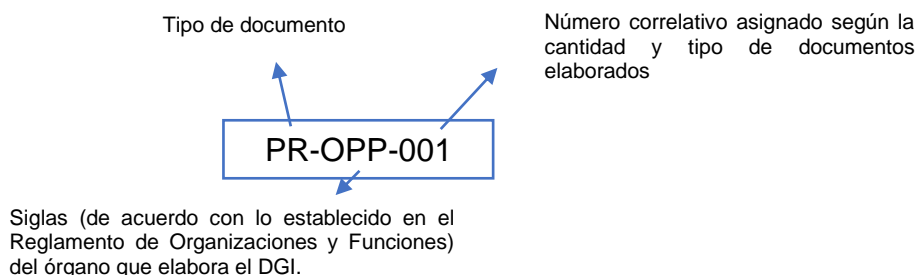 Tipo de documento
Número correlativo asignado según la
cantidad y tipo de documentos
elaborados
PR-OPP-001
Siglas (de acuerdo con lo establecido en el
Reglamento de Organizaciones y Funciones)
del órgano que elabora el DGI.